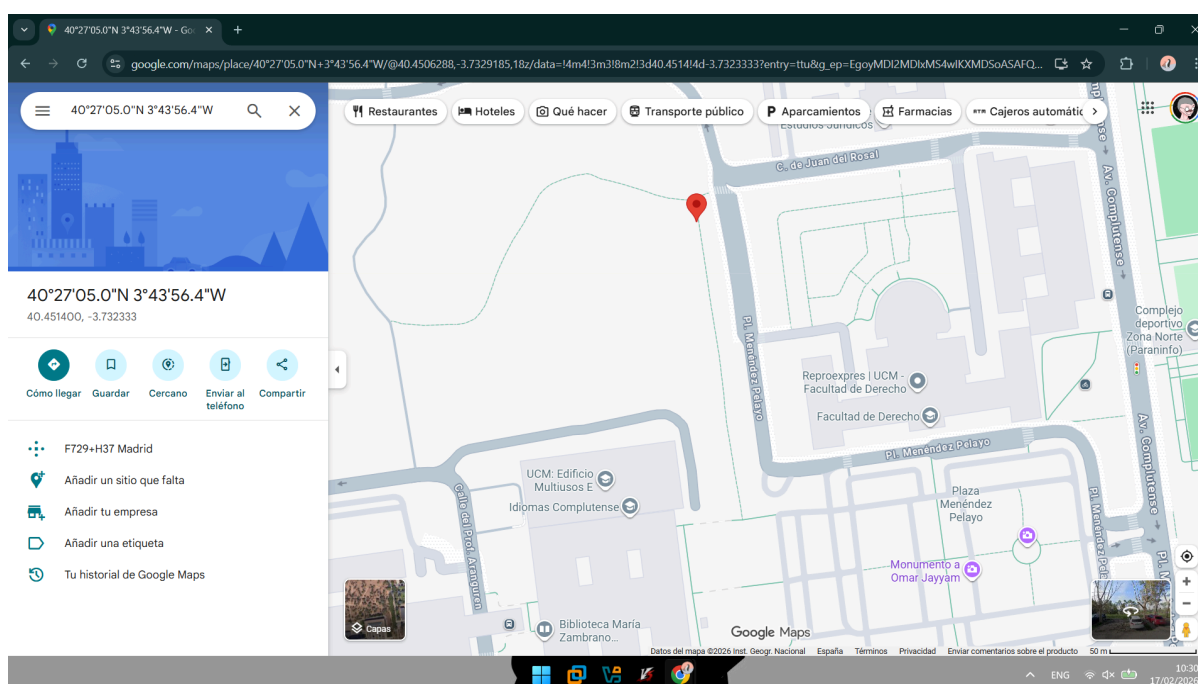 40°27'05.0"N 3°43'56.4"W - Go
google.com/maps/place/40°27'05.0"N+3°43'56.4"W/@40.4506288,-3.7329185,18z/data=!4m4!3m3!8m2!3d40.4514!4d-3.7323333?entry=ttu&g_ep=EgoyMDI2MDIxMS4wIKXMDSoASAFQ...
40°27'05.0"N 3°43'56.4"W
Restaurantes
Hoteles
Qué hacer
Transporte público
Aparcamientos
Farmacias
Cajeros automátic
Estudios Jurídicos
C. de Juan del Rosal
Av. Complutense
40°27'05.0"N 3°43'56.4"W
40.451400, -3.732333
Cómo llegar
Guardar
Cercano
Enviar al
teléfono
Compartir
F729+H37 Madrid
Añadir un sitio que falta
Añadir tu empresa
Añadir una etiqueta
Tu historial de Google Maps
Complejo
deportivo
Zona Norte
(Paraninfo)
Pl. Menéndez Pelayo
Reproexpres | UCM -
Facultad de Derecho
Facultad de Derecho
Pl. Menéndez Pelayo
Av. Complutense
UCM: Edificio
Multiusos E
Idiomas Complutense
Calle del Prof. Aranguren
Plaza
Menéndez
Pelayo
Pl. Menéndez Pelayo
Monumento a
Omar Jayyam
Biblioteca María
Zambrano...
Capas
Google Maps
Datos del mapa ©2026 Inst. Geogr. Nacional España Términos Privacidad Enviar comentarios sobre el producto 50 m
ENG
10:30
17/02/2026